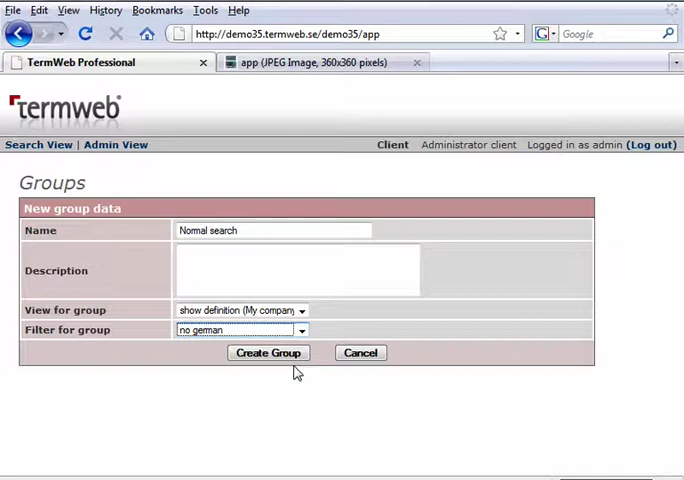 File Edit View History Bookmarks Tools Help
http://demo35.termweb.se/demo35/app
Google
TermWeb Professional
app (JPEG Image, 360x360 pixels)
termweb®
Search View | Admin View
Client Administrator client Logged in as admin (Log out)
Groups
New group data
Name Normal search
Description
View for group show definition (My company
Filter for group no german
Create Group Cancel